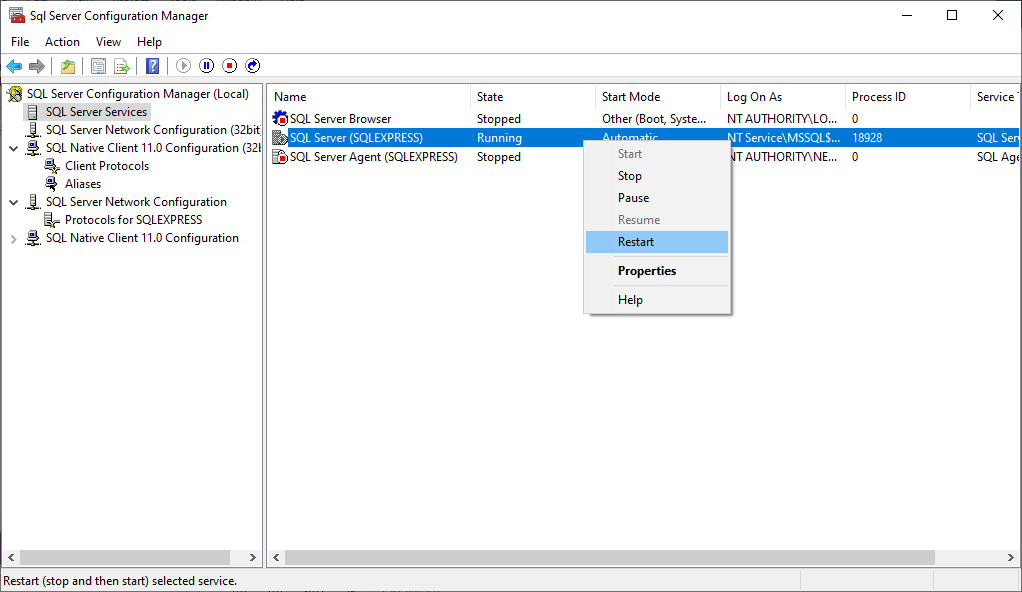 Sql Server Configuration Manager
File Action View Help
SQL Server Configuration Manager (Local)
SQL Server Services
SQL Server Network Configuration (32bit
SQL Native Client 11.0 Configuration (32
Client Protocols
Aliases
SQL Server Network Configuration
Protocols for SQLEXPRESS
SQL Native Client 11.0 Configuration
Name State Start Mode Log On As Process ID Service
SQL Server Browser Stopped Other (Boot, Syste... NT AUTHORITY\LO... 0
SQL Server (SQLEXPRESS) Running Automatic NT Service\MSSQL$... 18928 SQL Ser
SQL Server Agent (SQLEXPRESS) Stopped NT AUTHORITY\NE... 0 SQL Age
Start
Stop
Pause
Resume
Restart
Properties
Help
Restart (stop and then start) selected service.